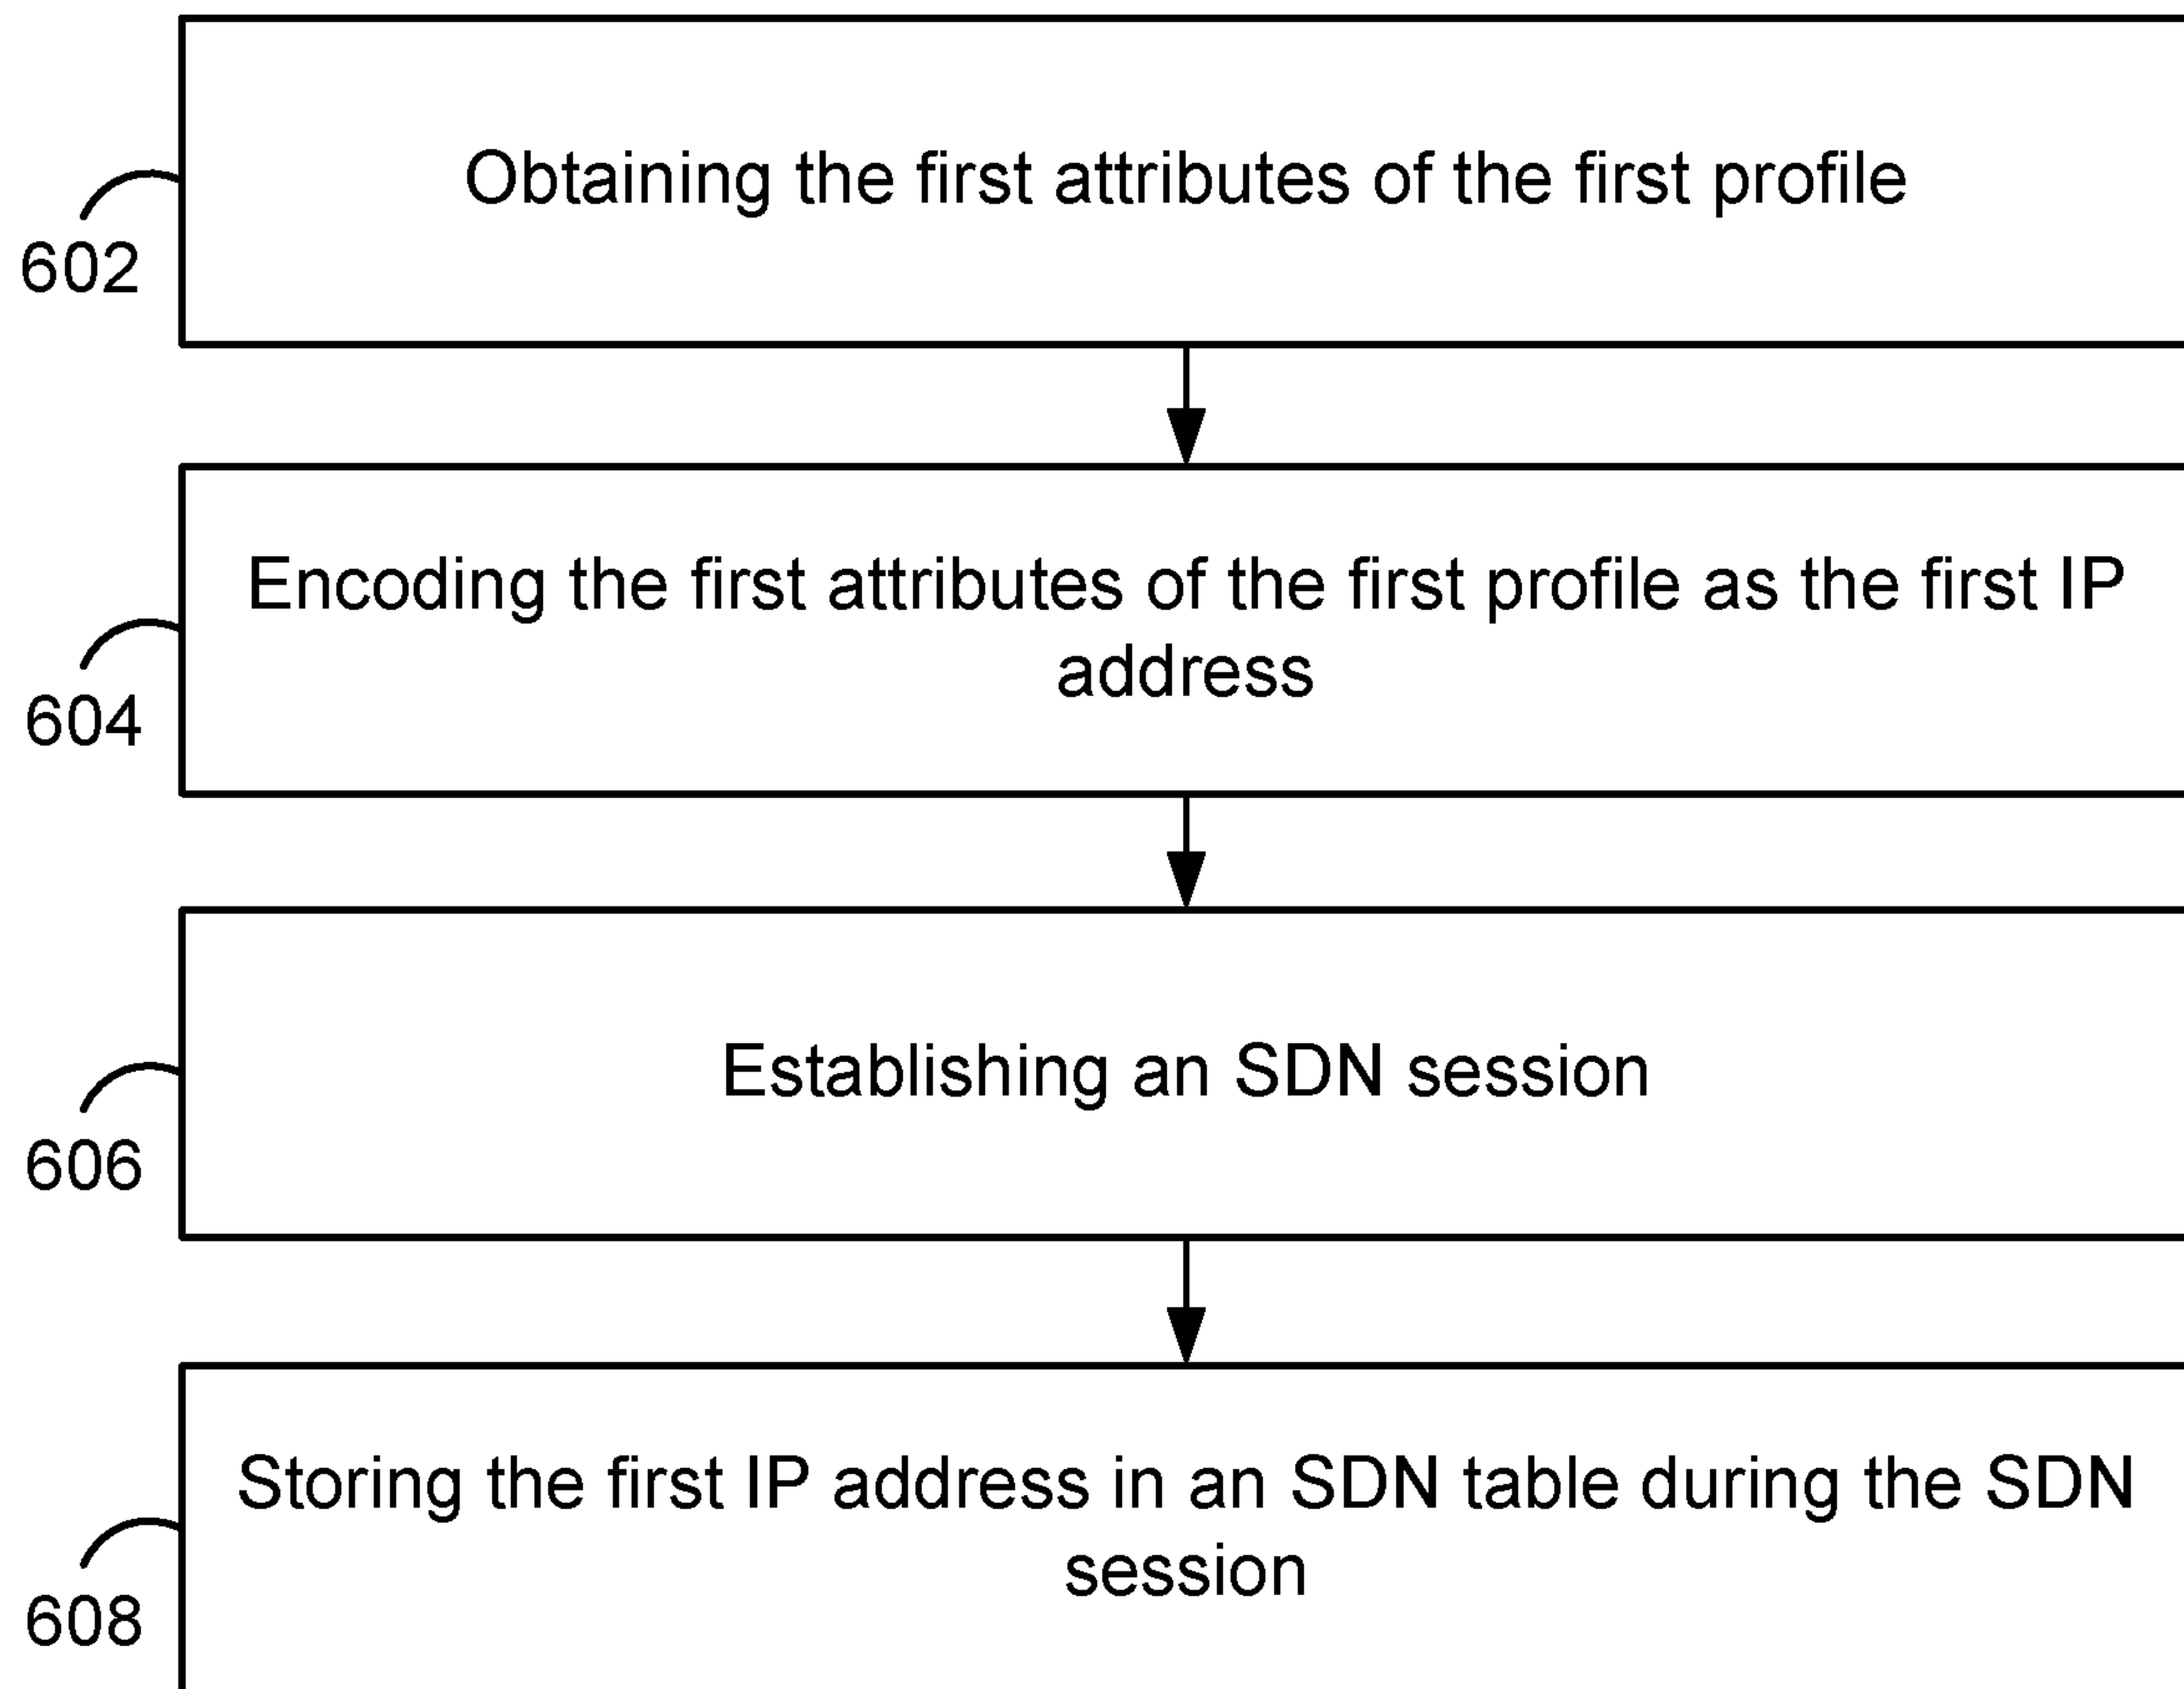 Obtaining the first attributes of the first profile
602
Encoding the first attributes of the first profile as the first IP
address
604
Establishing an SDN session
606
Storing the first IP address in an SDN table during the SDN
session
608